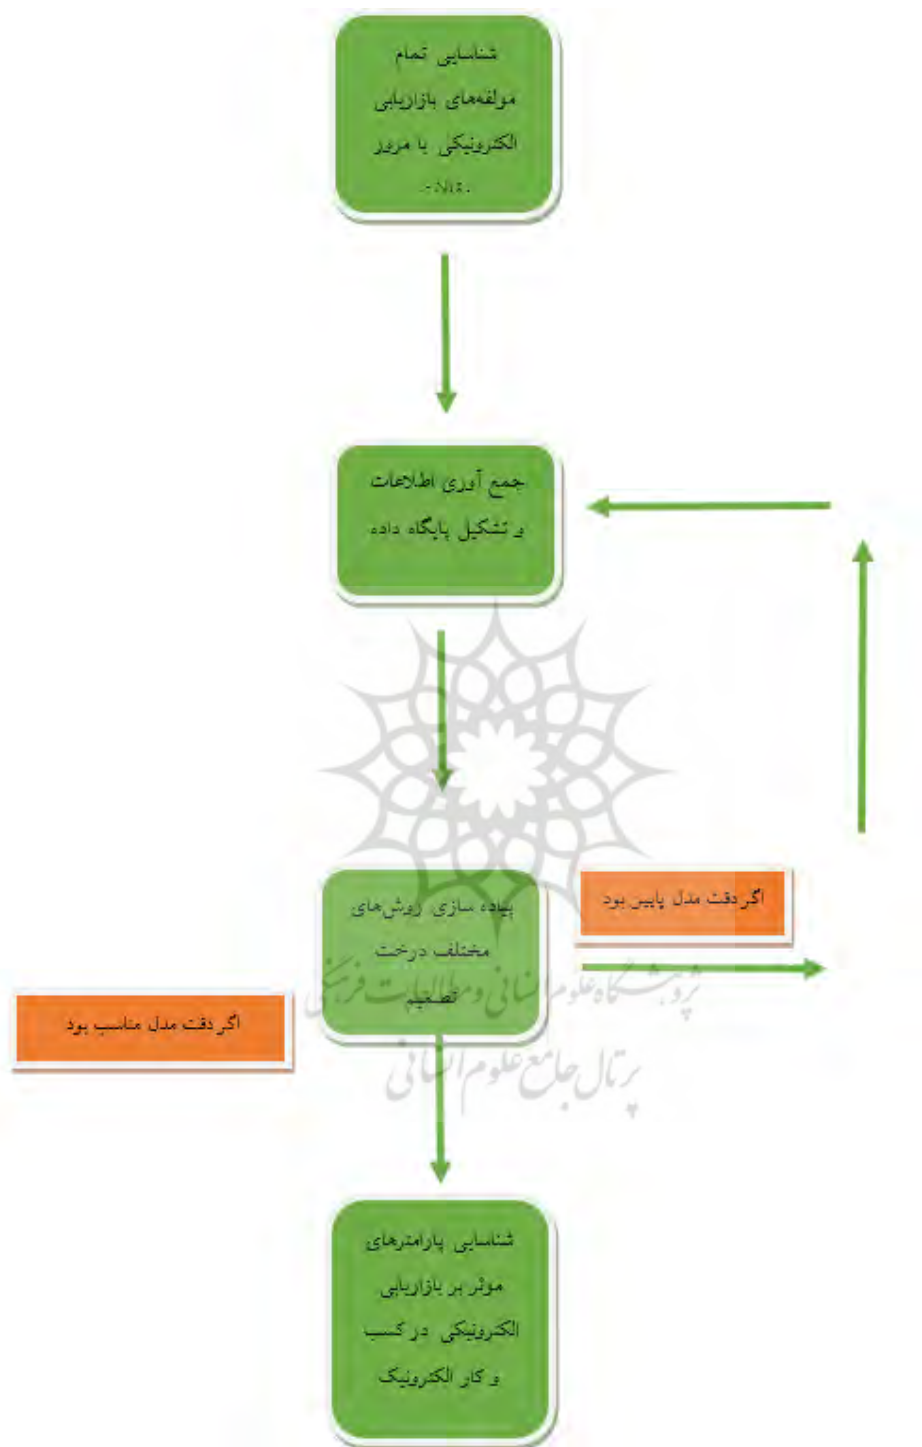 شناسایی تمام
مولفه‌های بازاریابی
الکترونیکی با مرور
جمع آوری اطلاعات
و تشکیل پایگاه داده
پیاده سازی روش‌های
مختلف درخت
تصمیم
اگر دقت مدل پایین بود
اگر دقت مدل مناسب بود
پژوهشگاه علوم انسانی و مطالعات فرهنگی
پرتال جامع علوم انسانی
شناسایی پارامترهای
موثر بر بازاریابی
الکترونیکی در کسب
و کار الکترونیک